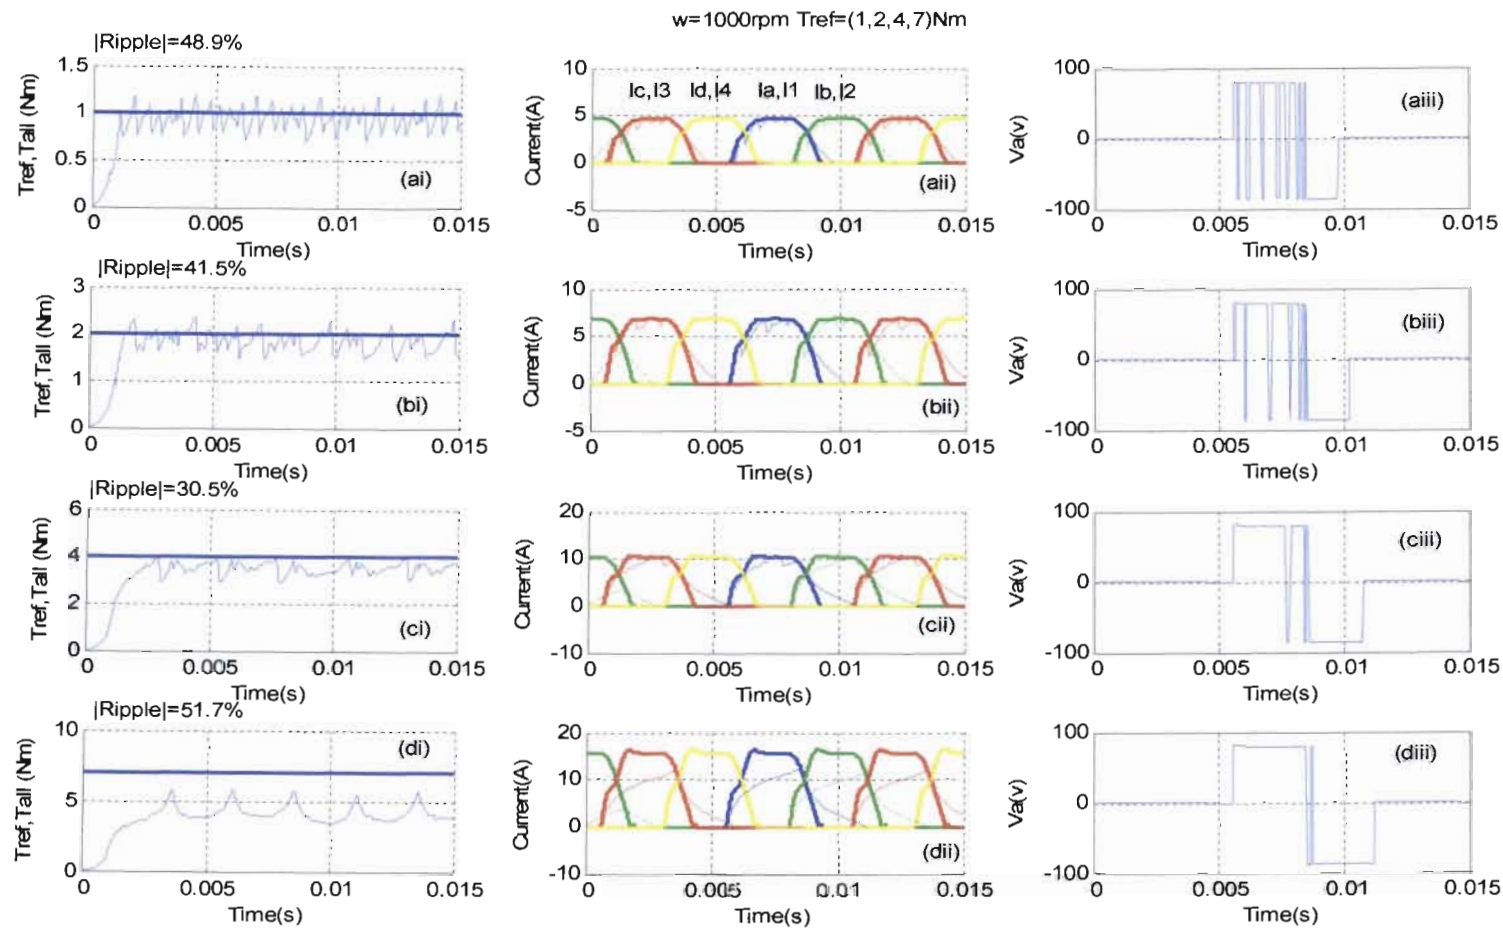 w=1000rpm Tref=(1,2,4,7)Nm
|Ripple|=48.9%
Tref,Tall (Nm)
1.5
1
0.5
0
(ai)
0 0.005 0.01 0.015
Time(s)
Current(A)
10
5
0
-5
Ic,I3 Id,I4 Ia,I1 Ib,I2
(aii)
0 0.005 0.01 0.015
Time(s)
Va(v)
100
0
-100
(aiii)
0 0.005 0.01 0.015
Time(s)
|Ripple|=41.5%
Tref,Tall (Nm)
3
2
1
0
(bi)
0 0.005 0.01 0.015
Time(s)
Current(A)
10
5
0
-5
(bii)
0 0.005 0.01 0.015
Time(s)
Va(v)
100
0
-100
(biii)
0 0.005 0.01 0.015
Time(s)
|Ripple|=30.5%
Tref,Tall (Nm)
6
4
2
0
(ci)
0 0.005 0.01 0.015
Time(s)
Current(A)
20
10
0
-10
(cii)
0 0.005 0.01 0.015
Time(s)
Va(v)
100
0
-100
(ciii)
0 0.005 0.01 0.015
Time(s)
|Ripple|=51.7%
Tref,Tall (Nm)
10
5
0
(di)
0 0.005 0.01 0.015
Time(s)
Current(A)
20
10
0
-10
(dii)
0 0.005 0.01 0.015
Time(s)
Va(v)
100
0
-100
(diii)
0 0.005 0.01 0.015
Time(s)